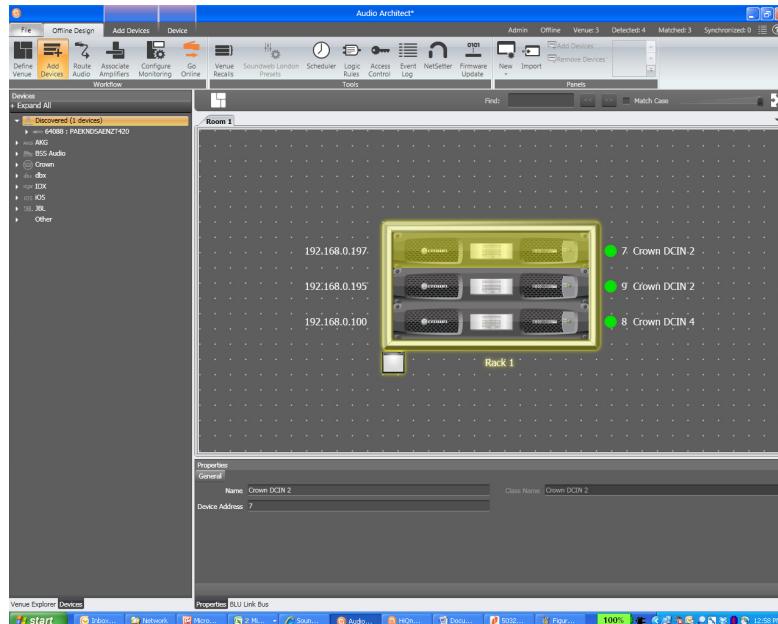 Audio Architect*
File Offline Design Add Devices Device
Admin Offline Venue: 3 Detected: 4 Matched: 3 Synchronized: 0
Define Venue
Add Devices
Route Audio
Associate Amplifiers
Configure Monitoring
Go Online
Venue Recalls
Soundweb London Presets
Scheduler
Logic Rules
Access Control
Event Log
NetSetter
Firmware Update
New
Import
Add Devices
Remove Devices
Workflow Tools Panels
Devices
+ Expand All
Find: << >> Match Case
Discovered (1 devices)
64088 : PAEKNDSAENZT420
AKG
BSS Audio
Crown
dbx
IDX
iOS
JBL
Other
Room 1
192.168.0.197 7 Crown DCIN 2
192.168.0.195 9 Crown DCIN 2
192.168.0.100 8 Crown DCIN 4
Rack 1
Properties
General
Name Crown DCIN 2 Class Name Crown DCIN 2
Device Address 7
Venue Explorer Devices
Properties BLU Link Bus
start Inbox... Network Micro... 2 Mi... Soun... Audio... HiQn... Docu... 5032... Figur... 100% 12:58 P